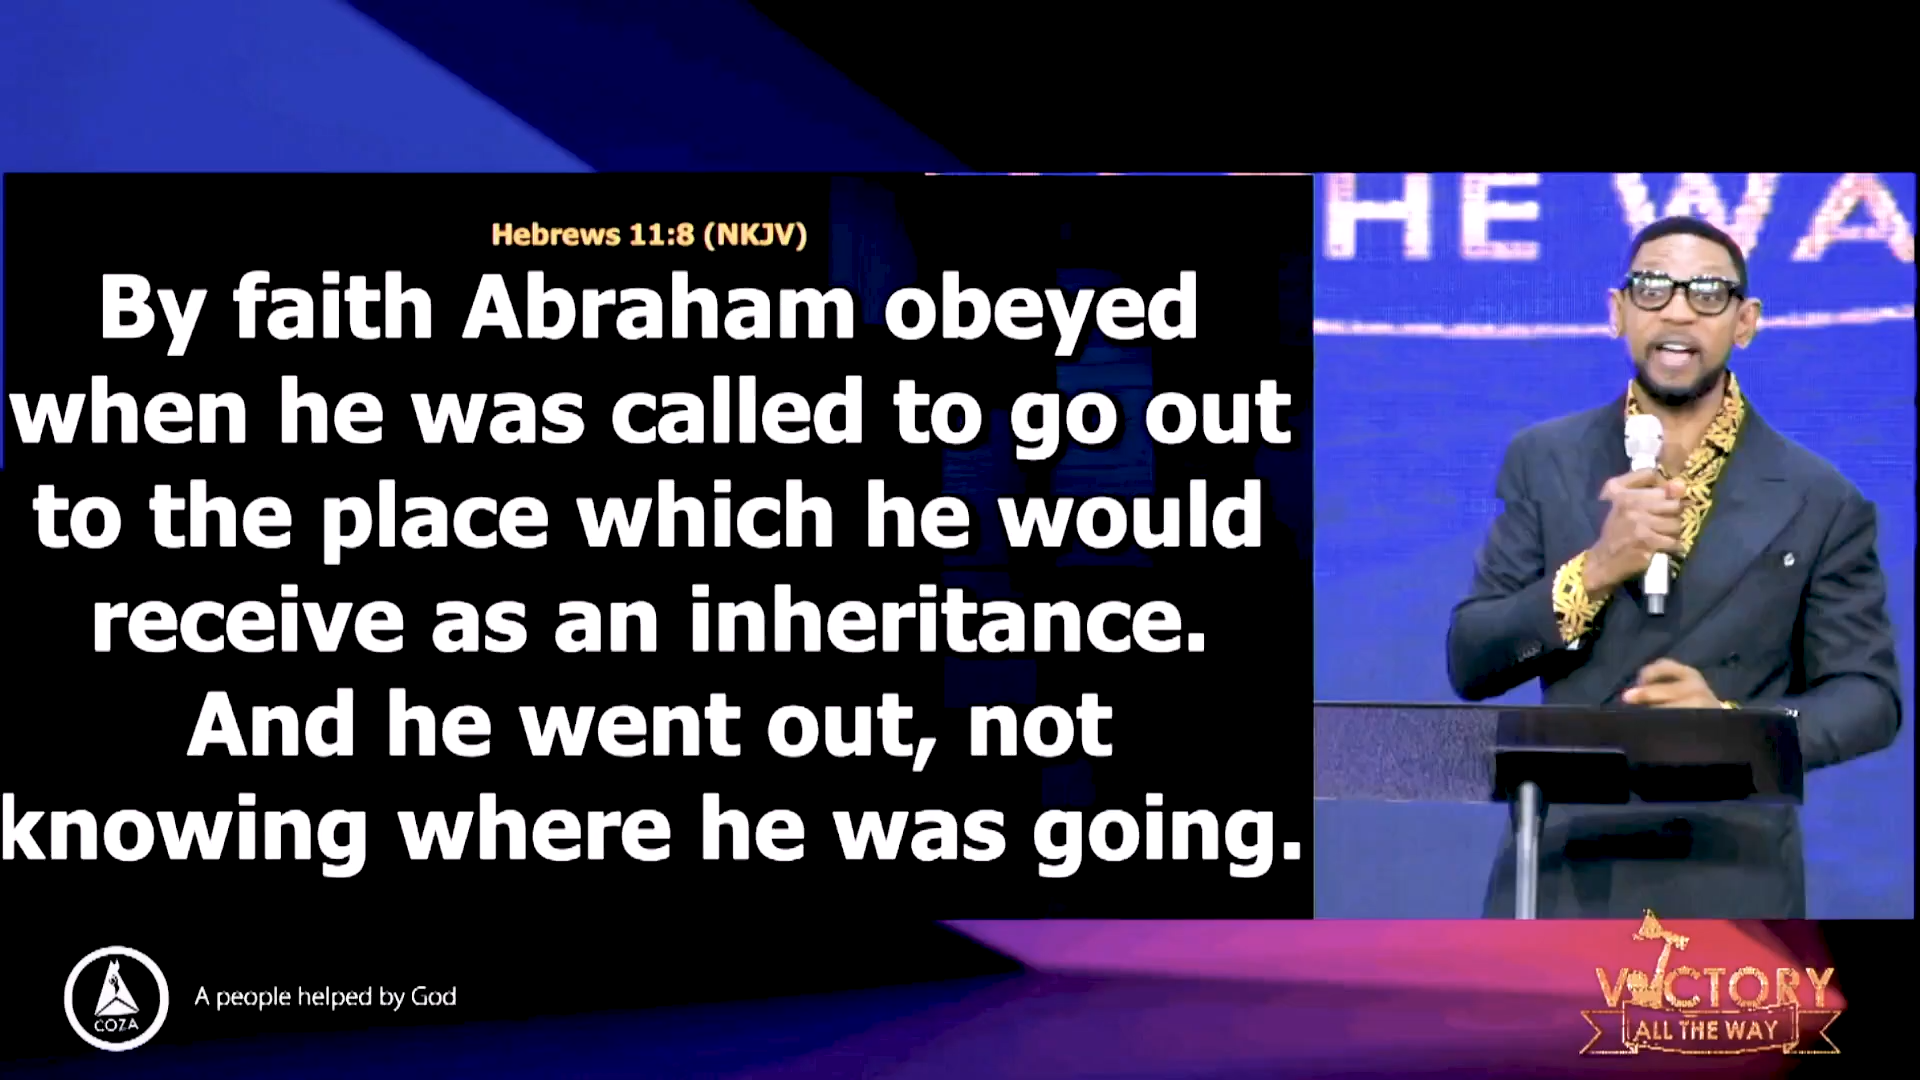 Hebrews 11:8 (NKJV)
By faith Abraham obeyed
when he was called to go out
to the place which he would
receive as an inheritance.
And he went out, not
knowing where he was going.
HE WA
COZA
A people helped by God
VICTORY
ALL THE WAY